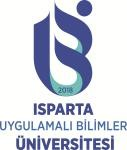 2018
ISPARTA
UYGULAMALI BİLİMLER
ÜNİVERSİTESİ